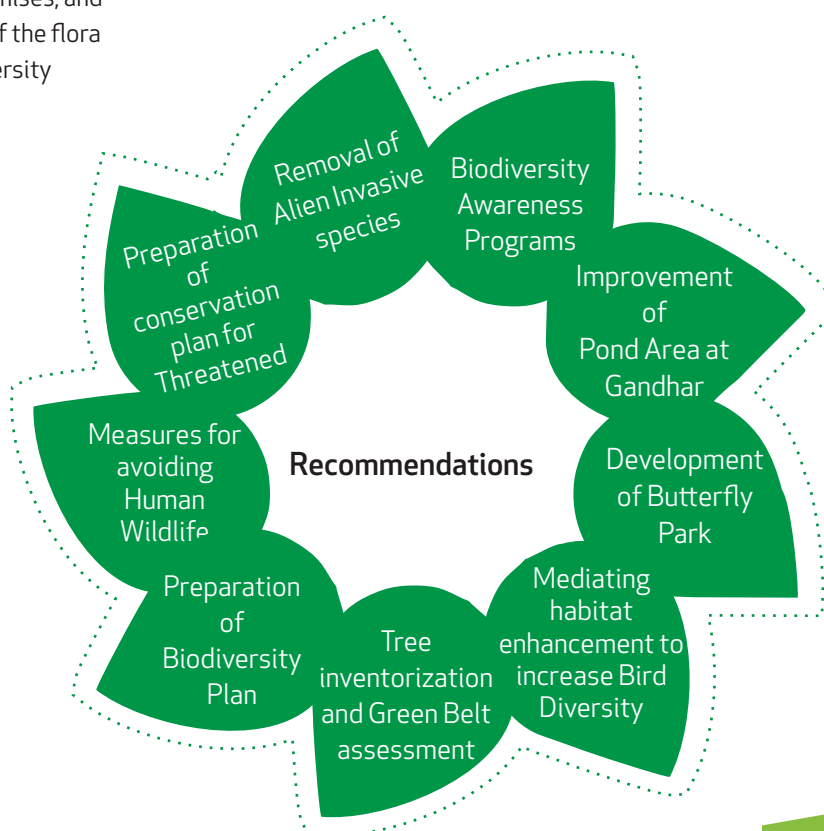 and
f the flora
ersity
Removal of
Alien Invasive
species
Biodiversity
Awareness
Programs
Improvement
of
Pond Area at
Gandhar
Development
of Butterfly
Park
Mediating
habitat
enhancement to
increase Bird
Diversity
Tree
inventorization
and Green Belt
assessment
Preparation
of
Biodiversity
Plan
Measures for
avoiding
Human
Wildlife
Preparation
of
conservation
plan for
Threatened
Recommendations